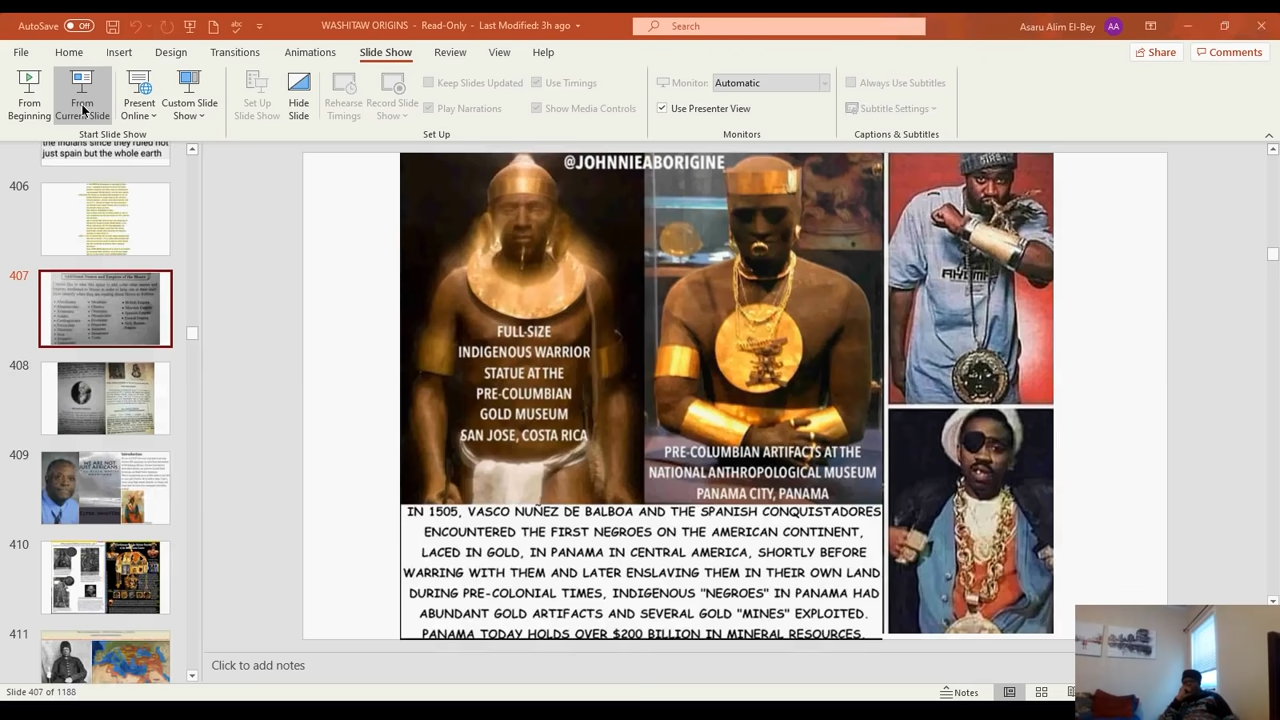 AutoSave Off
WASHITAW ORIGINS - Read-Only - Last Modified: 3h ago
Search
Asaru Alim El-Bey AA
File Home Insert Design Transitions Animations Slide Show Review View Help
Share Comments
From Beginning
From Current Slide
Present Online
Custom Slide Show
Set Up Slide Show
Hide Slide
Rehearse Timings
Record Slide Show
Keep Slides Updated
Play Narrations
Use Timings
Show Media Controls
Monitor: Automatic
Use Presenter View
Always Use Subtitles
Subtitle Settings
Start Slide Show
Set Up
Monitors
Captions & Subtitles
the Indians since they ruled not
just spain but the whole earth
406
407
408
409
410
411
@JOHNNIEABORIGINE
FULL-SIZE
INDIGENOUS WARRIOR
STATUE AT THE
PRE-COLUMBIAN
GOLD MUSEUM
SAN JOSE, COSTA RICA
PRE-COLUMBIAN ARTIFACTS AT THE
NATIONAL ANTHROPOLOGICAL MUSEUM
PANAMA CITY, PANAMA
IN 1505, VASCO NUÑEZ DE BALBOA AND THE SPANISH CONQUISTADORES
ENCOUNTERED THE FIRST NEGROES ON THE AMERICAN CONTINENT,
LACED IN GOLD, IN PANAMA IN CENTRAL AMERICA, SHORTLY BEFORE
WARRING WITH THEM AND LATER ENSLAVING THEM IN THEIR OWN LAND
DURING PRE-COLONIAL TIMES, INDIGENOUS "NEGROES" IN PANAMA HAD
ABUNDANT GOLD ARTIFACTS AND SEVERAL GOLD "MINES" EXPLOITED.
PANAMA TODAY HOLDS OVER $200 BILLION IN MINERAL RESOURCES.
Click to add notes
Slide 407 of 1188
Notes